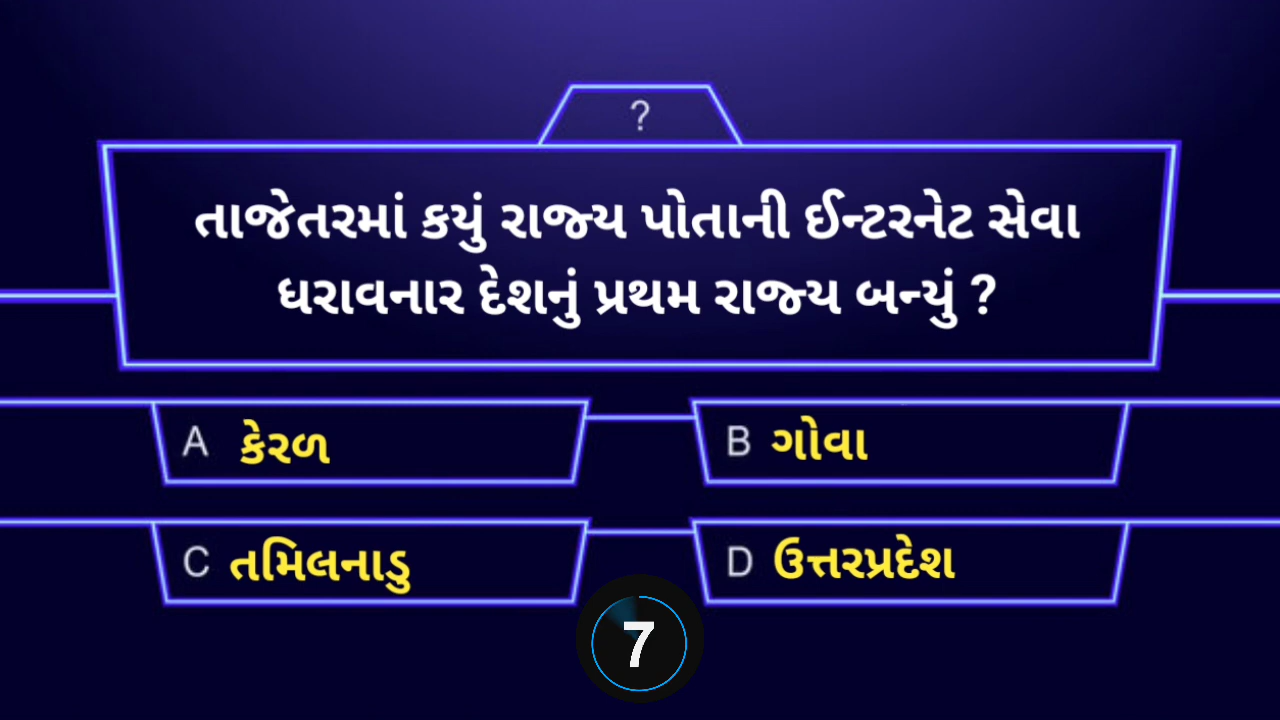 ?
તાજેતરમાં કયું રાજ્ય પોતાની ઈન્ટરનેટ સેવા
ધરાવનાર દેશનું પ્રથમ રાજ્ય બન્યું ?
A કેરળ
B ગોવા
C તમિલનાડુ
D ઉત્તરપ્રદેશ
7